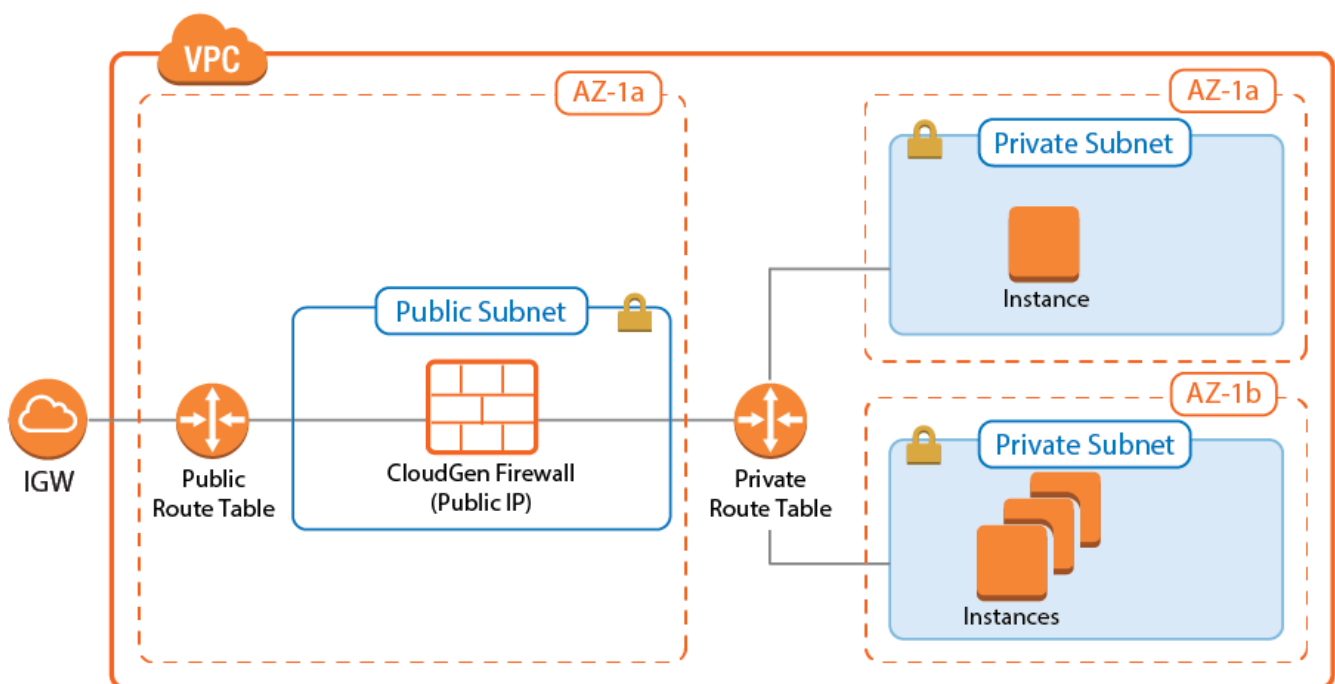 VPC
AZ-1a
AZ-1a
Private Subnet
Instance
Public Subnet
CloudGen Firewall
(Public IP)
IGW
Public
Route Table
Private
Route Table
AZ-1b
Private Subnet
Instances